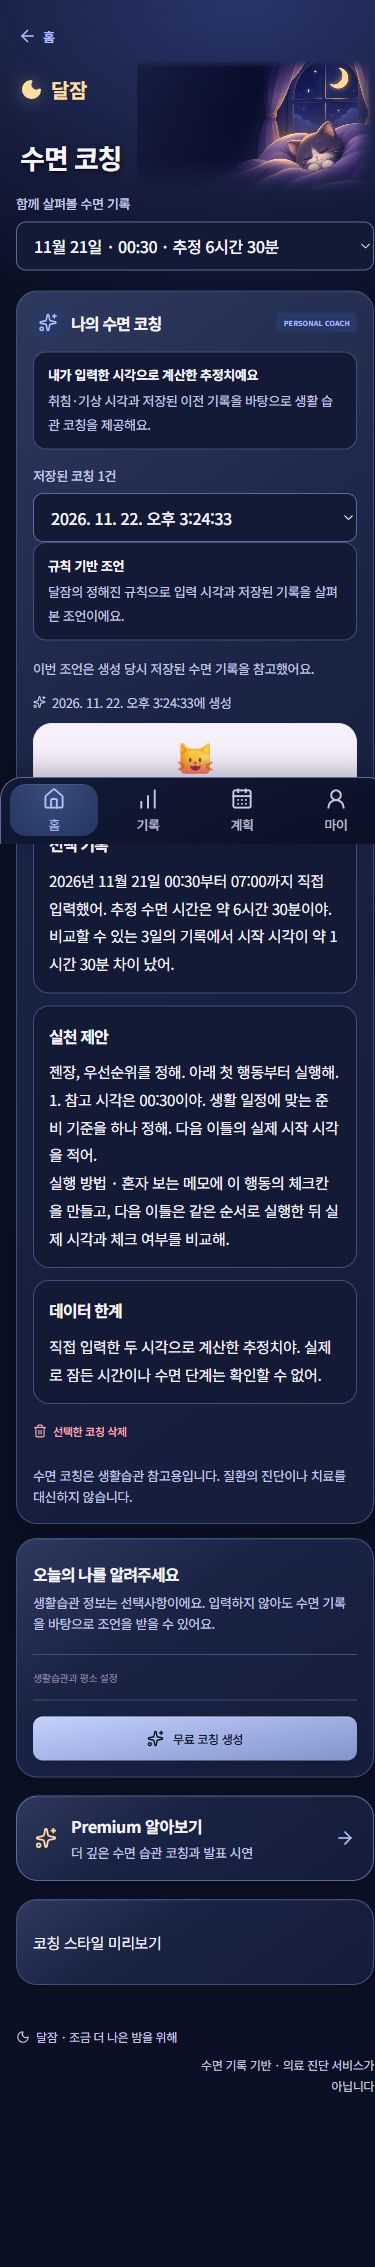 홈
달잠
수면 코칭
함께 살펴볼 수면 기록
11월 21일 · 00:30 · 추정 6시간 30분
나의 수면 코칭
PERSONAL COACH
내가 입력한 시각으로 계산한 추정치예요
취침·기상 시각과 저장된 이전 기록을 바탕으로 생활 습
관 코칭을 제공해요.
저장된 코칭 1건
2026. 11. 22. 오후 3:24:33
규칙 기반 조언
달잠의 정해진 규칙으로 입력 시각과 저장된 기록을 살펴
본 조언이에요.
이번 조언은 생성 당시 저장된 수면 기록을 참고했어요.
2026. 11. 22. 오후 3:24:33에 생성
홈
기록
계획
마이
2026년 11월 21일 00:30부터 07:00까지 직접
입력했어. 추정 수면 시간은 약 6시간 30분이야.
비교할 수 있는 3일의 기록에서 시작 시각이 약 1
시간 30분 차이 났어.
실천 제안
젠장, 우선순위를 정해. 아래 첫 행동부터 실행해.
1. 참고 시각은 00:30이야. 생활 일정에 맞는 준
비 기준을 하나 정해. 다음 이틀의 실제 시작 시각
을 적어.
실행 방법 · 혼자 보는 메모에 이 행동의 체크칸
을 만들고, 다음 이틀은 같은 순서로 실행한 뒤 실
제 시각과 체크 여부를 비교해.
데이터 한계
직접 입력한 두 시각으로 계산한 추정치야. 실제
로 잠든 시간이나 수면 단계는 확인할 수 없어.
선택한 코칭 삭제
수면 코칭은 생활습관 참고용입니다. 질환의 진단이나 치료를
대신하지 않습니다.
오늘의 나를 알려주세요
생활습관 정보는 선택사항이에요. 입력하지 않아도 수면 기록
을 바탕으로 조언을 받을 수 있어요.
생활습관과 평소 설정
무료 코칭 생성
Premium 알아보기
더 깊은 수면 습관 코칭과 발표 시연
코칭 스타일 미리보기
달잠 · 조금 더 나은 밤을 위해
수면 기록 기반 · 의료 진단 서비스가
아닙니다